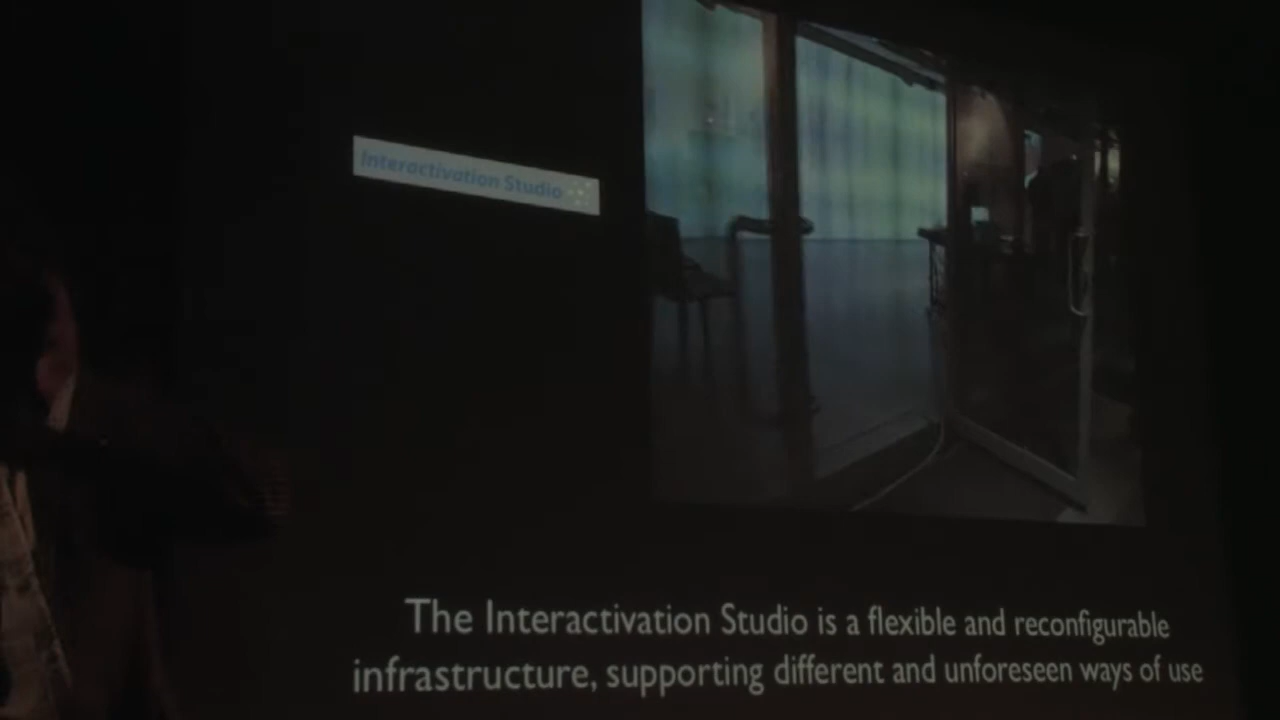 Interactivation Studio
The Interactivation Studio is a flexible and reconfigurable
infrastructure, supporting different and unforeseen ways of use